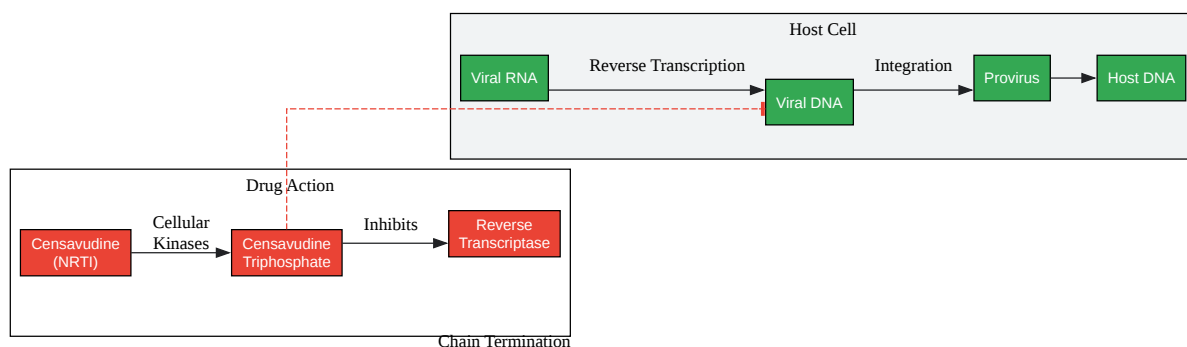 Host Cell
Viral RNA
Reverse Transcription
Viral DNA
Integration
Provirus
Host DNA
Drug Action
Censavudine
(NRTI)
Cellular
Kinases
Censavudine
Triphosphate
Inhibits
Reverse
Transcriptase
Chain Termination